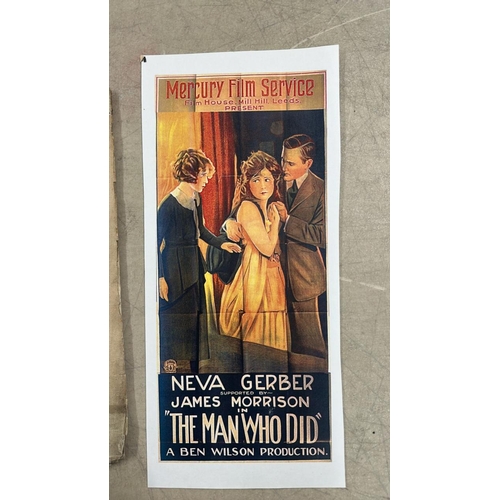 Mercury Film Service
Film House, Mill Hill, Leeds.
PRESENT
NEVA GERBER
SUPPORTED BY
JAMES MORRISON
IN
"THE MAN WHO DID"
A BEN WILSON PRODUCTION.